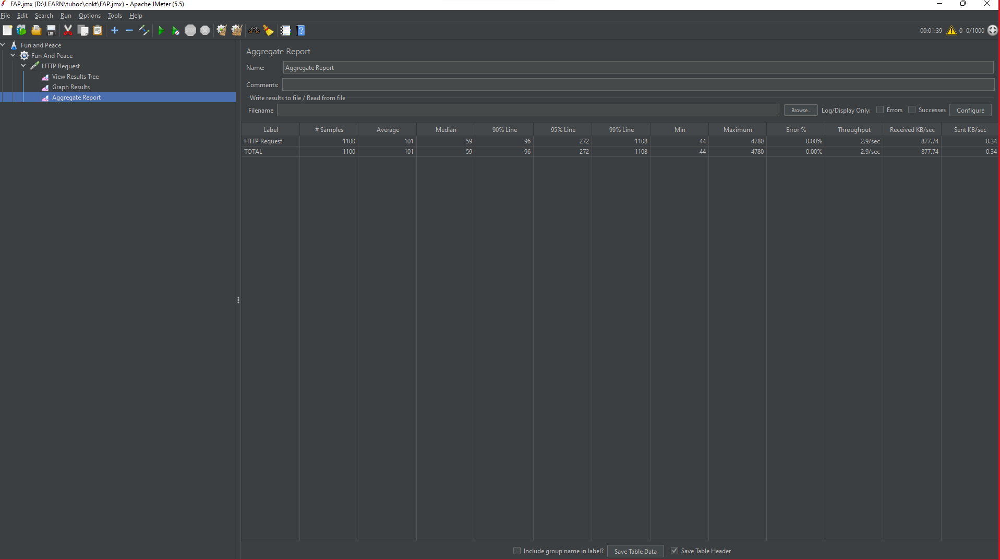 FAP.jmx (D:\LEARN\tuhoc\cnkt\FAP.jmx) - Apache JMeter (5.5)
File Edit Search Run Options Tools Help
STOP 00:01:39 0 0/1000
Fun and Peace
Fun And Peace
HTTP Request
View Results Tree
Graph Results
Aggregate Report
Aggregate Report
Name: Aggregate Report
Comments:
Write results to file / Read from file
Filename Browse... Log/Display Only: Errors Successes Configure
Label # Samples Average Median 90% Line 95% Line 99% Line Min Maximum Error % Throughput Received KB/sec Sent KB/sec
HTTP Request 1100 101 59 96 272 1108 44 4780 0.00% 2.9/sec 877.74 0.34
TOTAL 1100 101 59 96 272 1108 44 4780 0.00% 2.9/sec 877.74 0.34
Include group name in label? Save Table Data Save Table Header